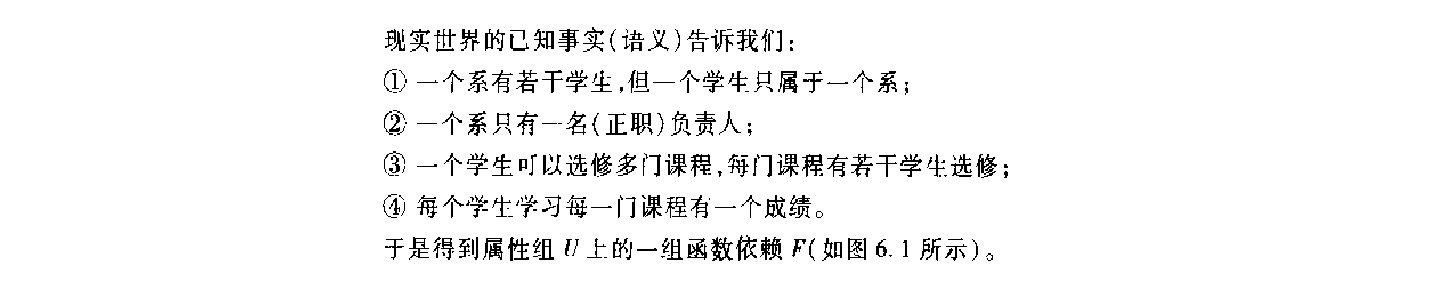 现实世界的已知事实(语义)告诉我们：
① 一个系有若干学生,但一个学生只属于一个系；
② 一个系只有一名(正职)负责人；
③ 一个学生可以选修多门课程,每门课程有若干学生选修；
④ 每个学生学习每一门课程有一个成绩。
于是得到属性组 U 上的一组函数依赖 F(如图 6.1 所示)。